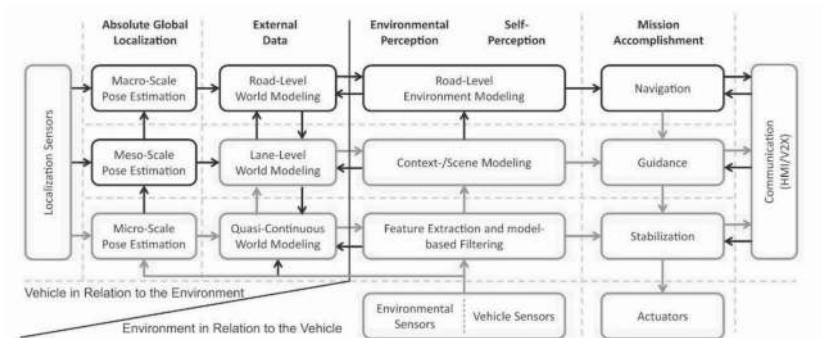 Absolute Global
Localization
External
Data
Environmental
Perception
Self-
Perception
Mission
Accomplishment
Localization Sensors
Macro-Scale
Pose Estimation
Road-Level
World Modeling
Road-Level
Environment Modeling
Navigation
Communication
(HMI/V2X)
Meso-Scale
Pose Estimation
Lane-Level
World Modeling
Context-/Scene Modeling
Guidance
Micro-Scale
Pose Estimation
Quasi-Continuous
World Modeling
Feature Extraction and model-
based Filtering
Stabilization
Vehicle in Relation to the Environment
Environment in Relation to the Vehicle
Environmental
Sensors
Vehicle Sensors
Actuators